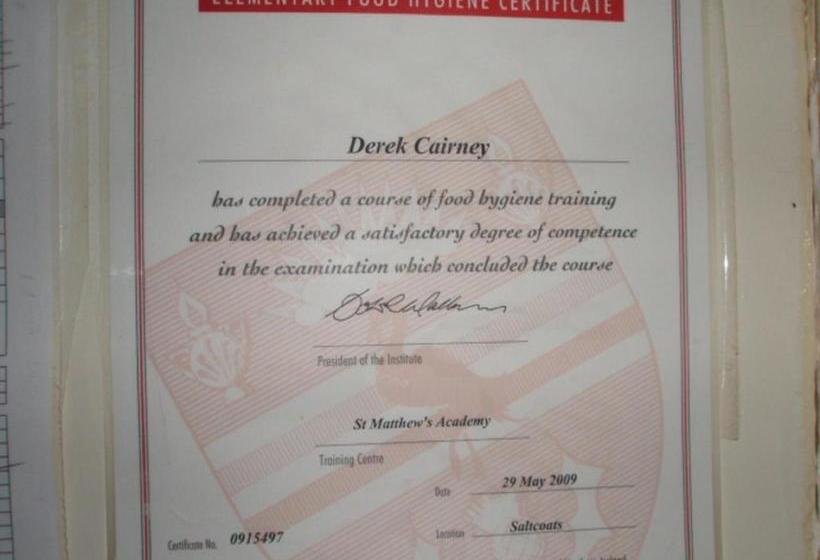 ELEMENTARY FOOD HYGIENE CERTIFICATE
Derek Cairney
has completed a course of food hygiene training
and has achieved a satisfactory degree of competence
in the examination which concluded the course
President of the Institute
St Matthew's Academy
Training Centre
Date 29 May 2009
Certificate No. 0915497
Location Saltcoats